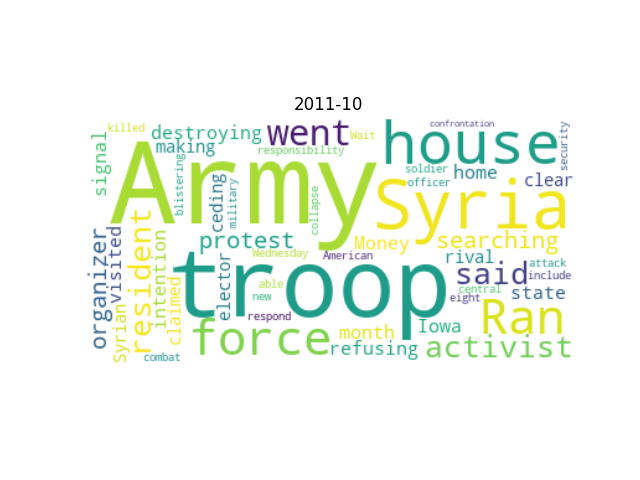 2011-10
killed
destroying
went
Wait
confrontation
house
security
signal
making
responsibility
Army
blistering
soldier
officer
home
clear
ceding
military
collapse
Syria
organizer
visited
resident
intention
protest
Money
searching
rival
attack
Wednesday
American
said
include
troop
elector
able
new
central
eight
state
Syrian
claimed
respond
Ran
force
month
Iowa
combat
refusing
activist